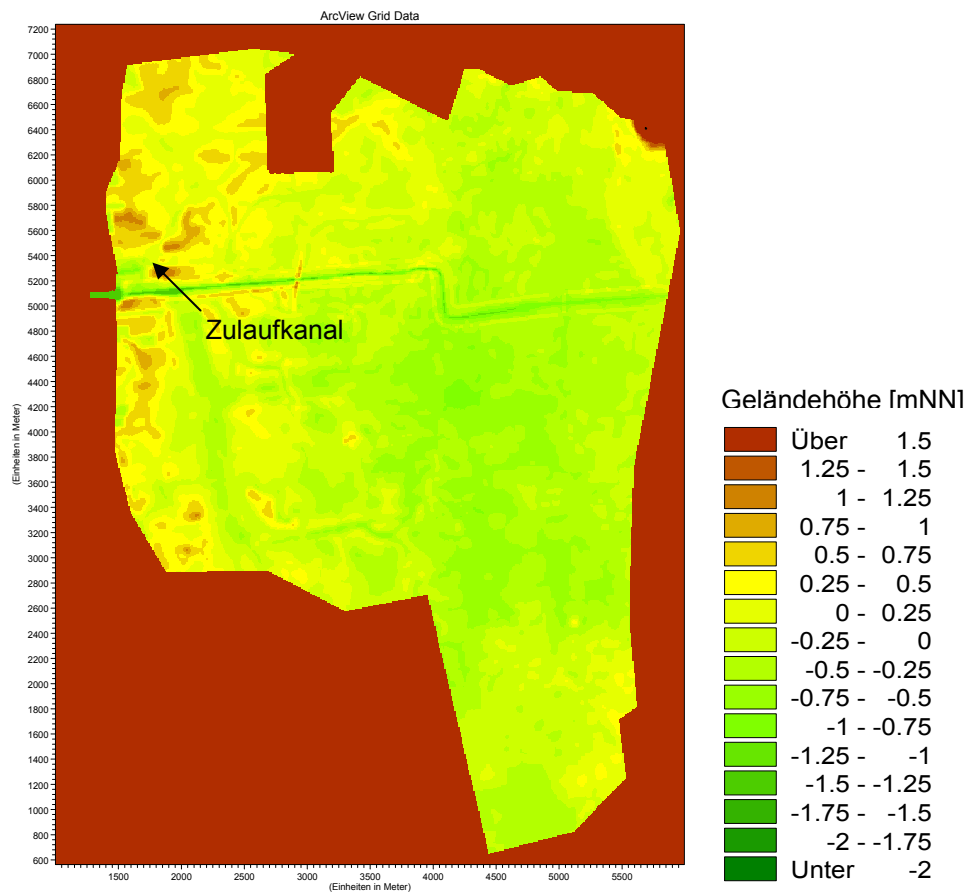 ArcView Grid Data
7200
7000
6800
6600
6400
6200
6000
5800
5600
5400
5200
5000
4800
4600
4400
4200
4000
3800
3600
3400
3200
3000
2800
2600
2400
2200
2000
1800
1600
1400
1200
1000
800
600
(Einheiten in Meter)
Zulaufkanal
1500 2000 2500 3000 3500 4000 4500 5000 5500
(Einheiten in Meter)
Geländehöhe [mNN]
Über 1.5
1.25 - 1.5
1 - 1.25
0.75 - 1
0.5 - 0.75
0.25 - 0.5
0 - 0.25
-0.25 - 0
-0.5 - -0.25
-0.75 - -0.5
-1 - -0.75
-1.25 - -1
-1.5 - -1.25
-1.75 - -1.5
-2 - -1.75
Unter -2